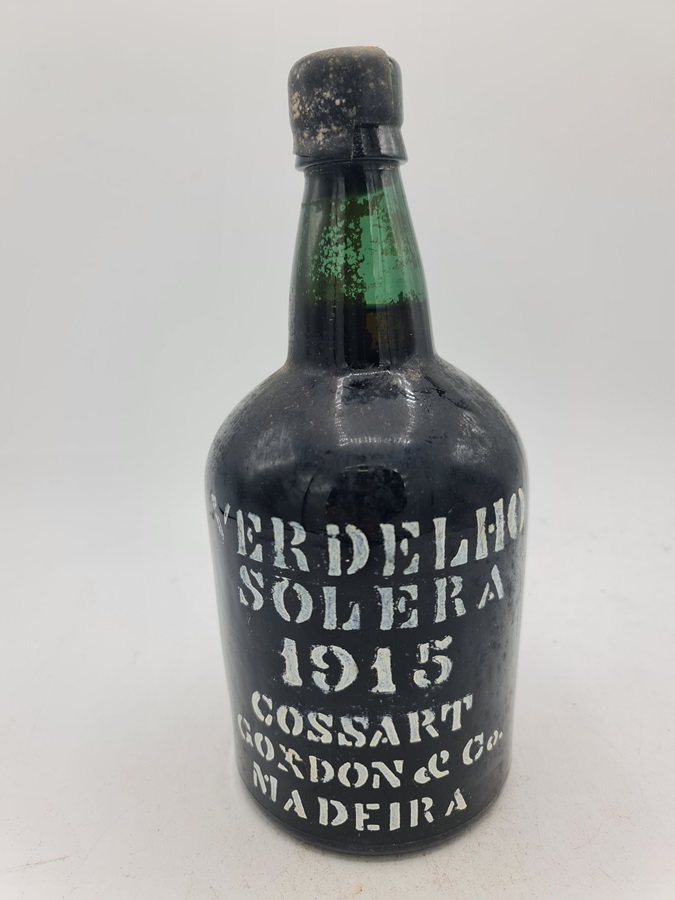 VERDELHO
SOLERA
1915
COSSART
GORDON & Co.
MADEIRA